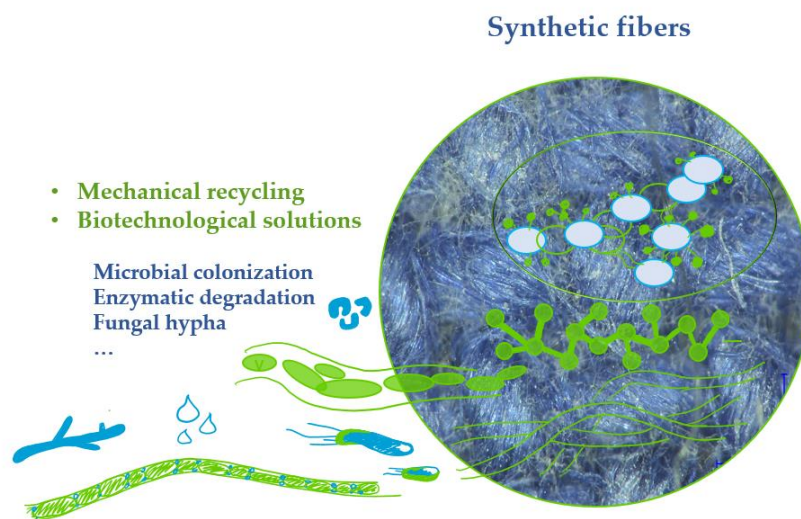 Synthetic fibers
• Mechanical recycling
• Biotechnological solutions
Microbial colonization
Enzymatic degradation
Fungal hypha
…